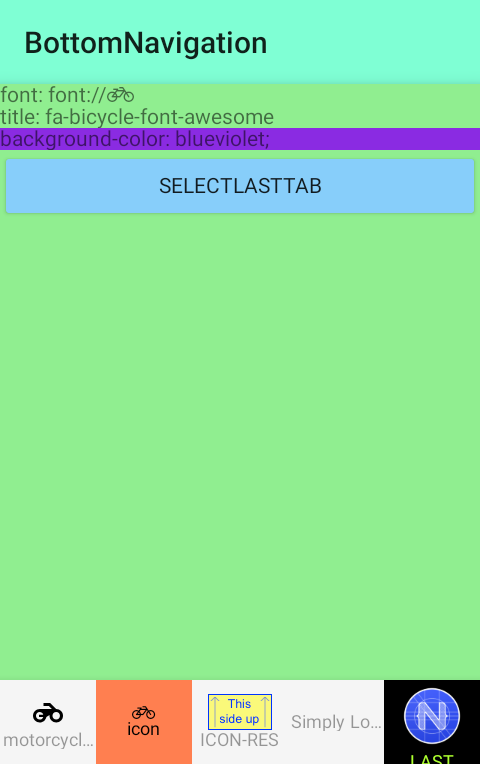 BottomNavigation
font: font://
title: fa-bicycle-font-awesome
background-color: blueviolet;
SELECTLASTTAB
motorcycl...
icon
This
side up
ICON-RES
Simply Lo...
N
LAST